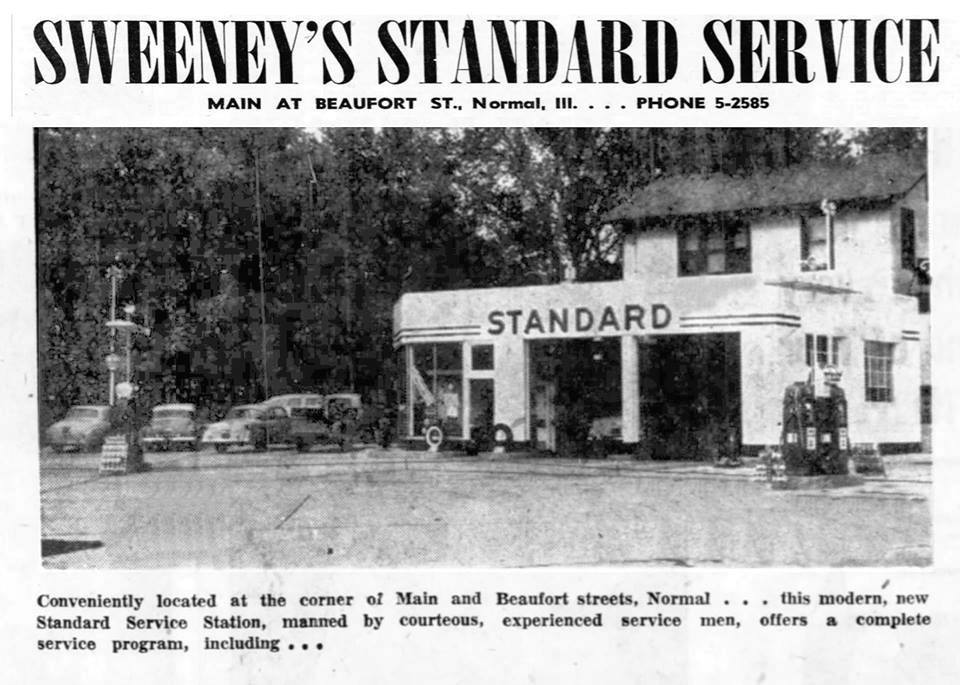 SWEENEY'S STANDARD SERVICE
MAIN AT BEAUFORT ST., Normal, Ill. . . . . PHONE 5-2585
STANDARD
Conveniently located at the corner of Main and Beaufort streets, Normal . . . this modern, new
Standard Service Station, manned by courteous, experienced service men, offers a complete
service program, including . . .